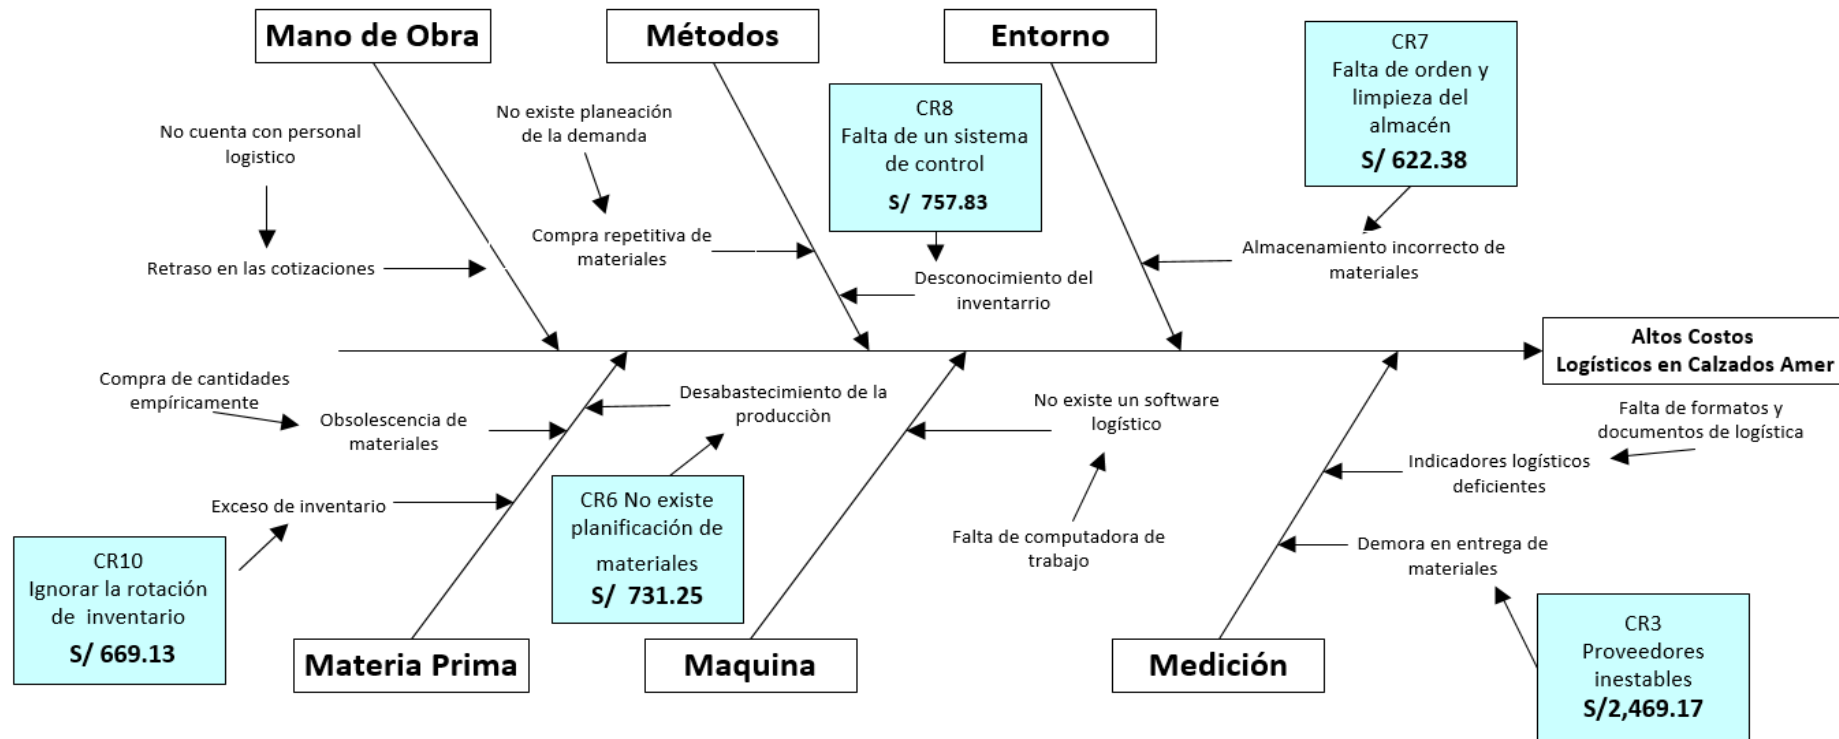 Mano de Obra
Métodos
Entorno
CR7
Falta de orden y
limpieza del
almacén
S/ 622.38
No existe planeación
de la demanda
CR8
Falta de un sistema
de control
S/ 757.83
No cuenta con personal
logistico
Compra repetitiva de
materiales
Almacenamiento incorrecto de
materiales
Retraso en las cotizaciones
Desconocimiento del
inventarrio
Altos Costos
Logísticos en Calzados Amer
Compra de cantidades
empíricamente
Desabastecimiento de la
producciòn
No existe un software
logístico
Falta de formatos y
documentos de logística
Obsolescencia de
materiales
Indicadores logísticos
deficientes
Exceso de inventario
CR6 No existe
planificación de
materiales
S/ 731.25
Falta de computadora de
trabajo
Demora en entrega de
materiales
CR10
Ignorar la rotación
de inventario
S/ 669.13
CR3
Proveedores
inestables
S/2,469.17
Materia Prima
Maquina
Medición